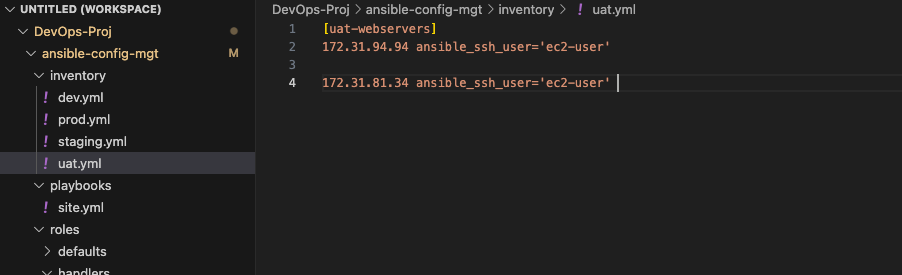 UNTITLED (WORKSPACE)
DevOps-Proj
ansible-config-mgt M
inventory
! dev.yml
! prod.yml
! staging.yml
! uat.yml
playbooks
! site.yml
roles
defaults
handlers
DevOps-Proj > ansible-config-mgt > inventory > ! uat.yml
1 [uat-webservers]
2 172.31.94.94 ansible_ssh_user='ec2-user'
3
4 172.31.81.34 ansible_ssh_user='ec2-user'